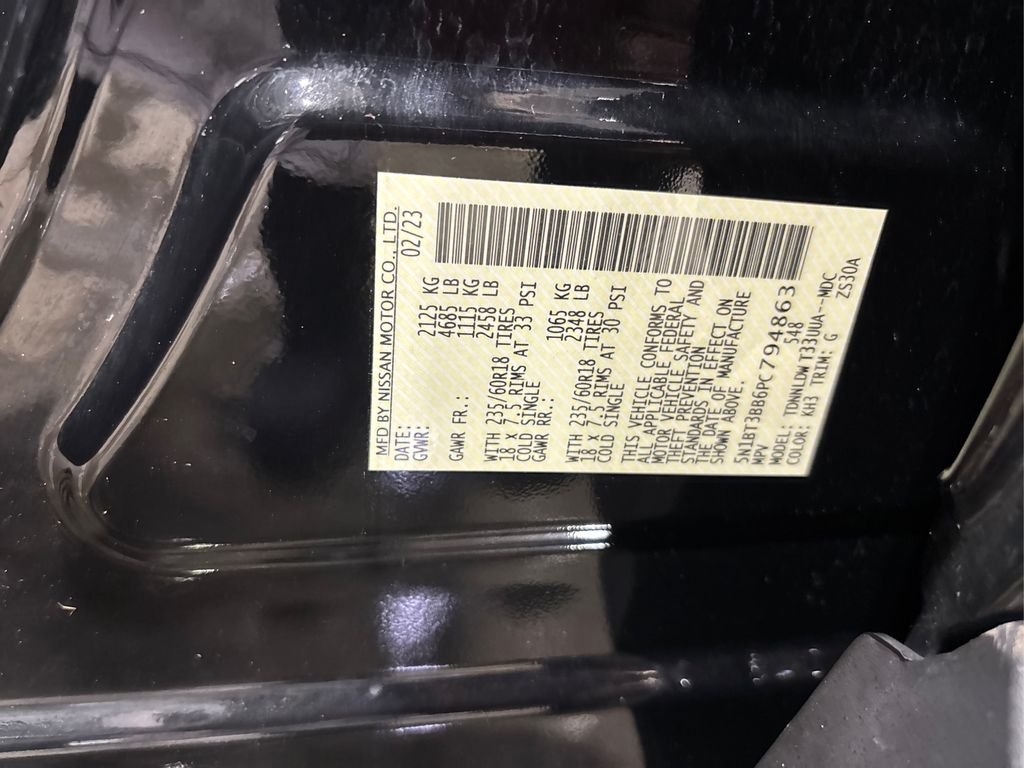 MFD BY NISSAN MOTOR CO., LTD.
DATE: 02/23
GVWR: 2125 KG
4685 LB
GAWR FR.: 1115 KG
2458 LB
WITH 235/60R18 TIRES
18 x 7.5 RIMS AT 33 PSI
COLD SINGLE
GAWR RR.: 1065 KG
2348 LB
WITH 235/60R18 TIRES
18 x 7.5 RIMS AT 30 PSI
COLD SINGLE
THIS VEHICLE CONFORMS TO
ALL APPLICABLE FEDERAL
MOTOR VEHICLE SAFETY AND
THEFT PREVENTION
STANDARDS IN EFFECT ON
THE DATE OF MANUFACTURE
SHOWN ABOVE.
5N1BT3BB6PC794863
MPV 548
MODEL: TDNNLDWT33UUA--MDC
COLOR: KH3 TRIM: G ZS30A